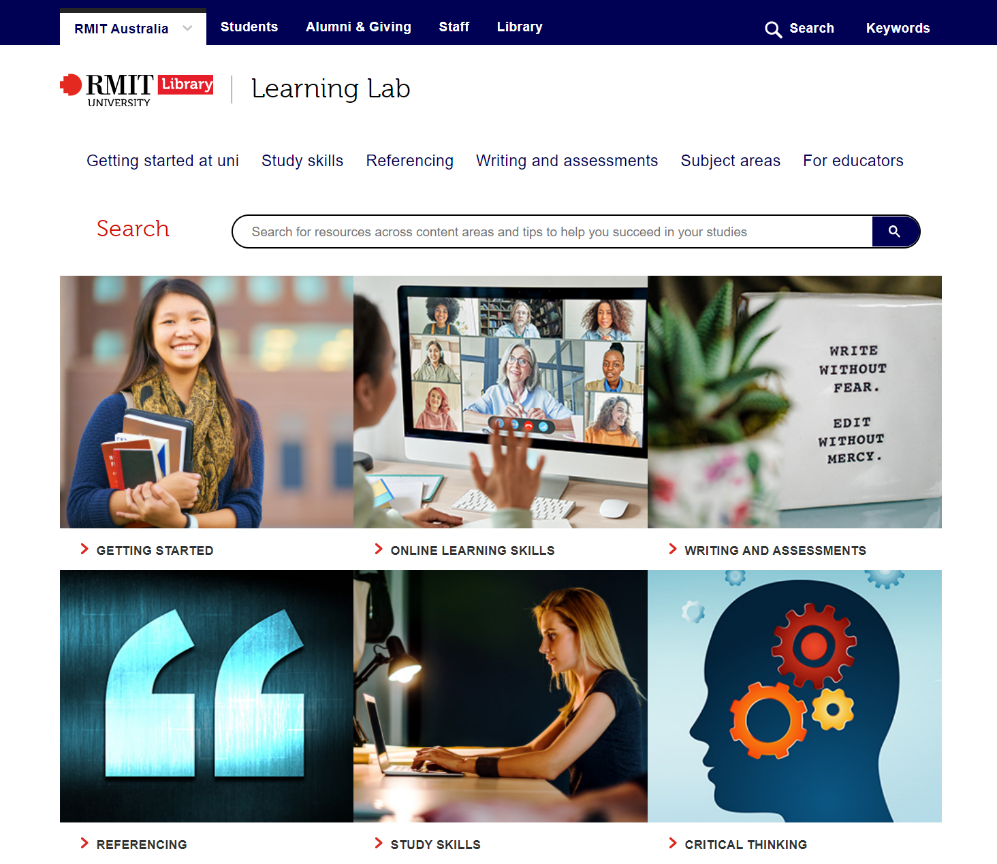 RMIT Australia Students Alumni & Giving Staff Library Search Keywords
RMIT Library
UNIVERSITY
Learning Lab
Getting started at uni Study skills Referencing Writing and assessments Subject areas For educators
Search
Search for resources across content areas and tips to help you succeed in your studies
WRITE
WITHOUT
FEAR.
EDIT
WITHOUT
MERCY.
GETTING STARTED
ONLINE LEARNING SKILLS
WRITING AND ASSESSMENTS
REFERENCING
STUDY SKILLS
CRITICAL THINKING